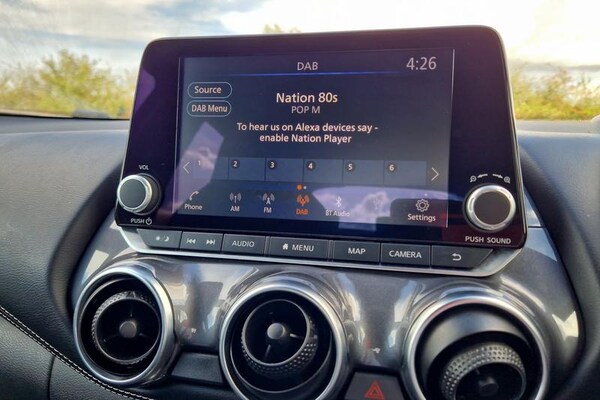 DAB
4:26
Source
DAB Menu
Nation 80s
POP M
To hear us on Alexa devices say -
enable Nation Player
1 2 3 4 5 6
Phone AM FM DAB BT Audio Settings
VOL
PUSH
PUSH SOUND
AUDIO MENU MAP CAMERA